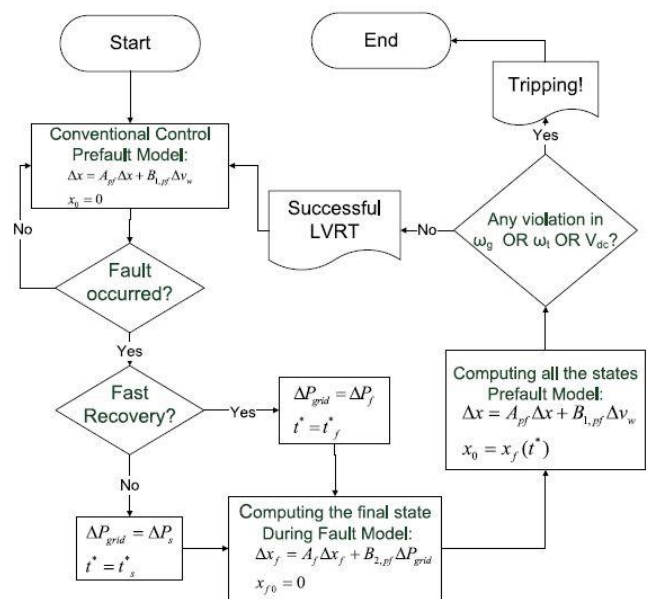 Start
End
Tripping!
Yes
Conventional Control
Prefault Model:
Δx = A_pf Δx + B_1,pf Δv_w
x_0 = 0
No
Successful
LVRT
No
Any violation in
ω_g OR ω_t OR V_dc?
Fault
occurred?
Yes
Fast
Recovery?
Yes
ΔP_grid = ΔP_f
t* = t*_f
Computing all the states
Prefault Model:
Δx = A_pf Δx + B_1,pf Δv_w
x_0 = x_f(t*)
No
ΔP_grid = ΔP_s
t* = t*_s
Computing the final state
During Fault Model:
Δx_f = A_f Δx_f + B_2,pf ΔP_grid
x_f0 = 0